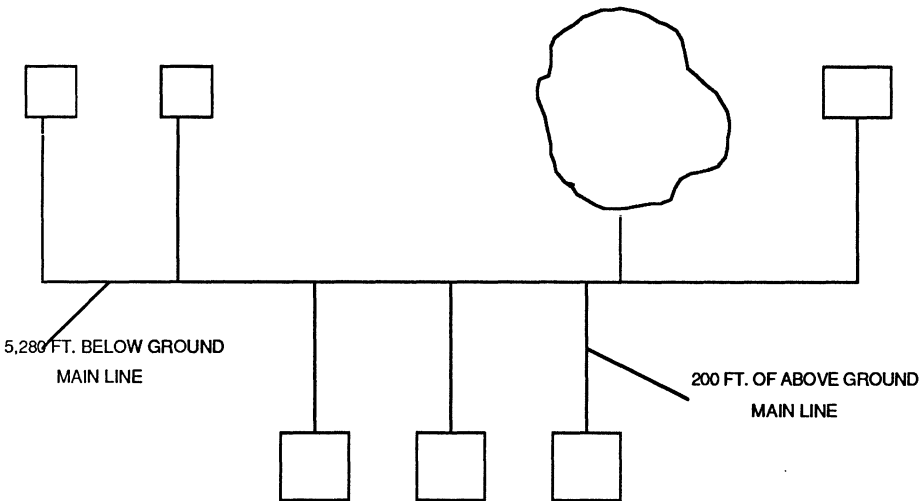 5,280 FT. BELOW GROUND
MAIN LINE
200 FT. OF ABOVE GROUND
MAIN LINE